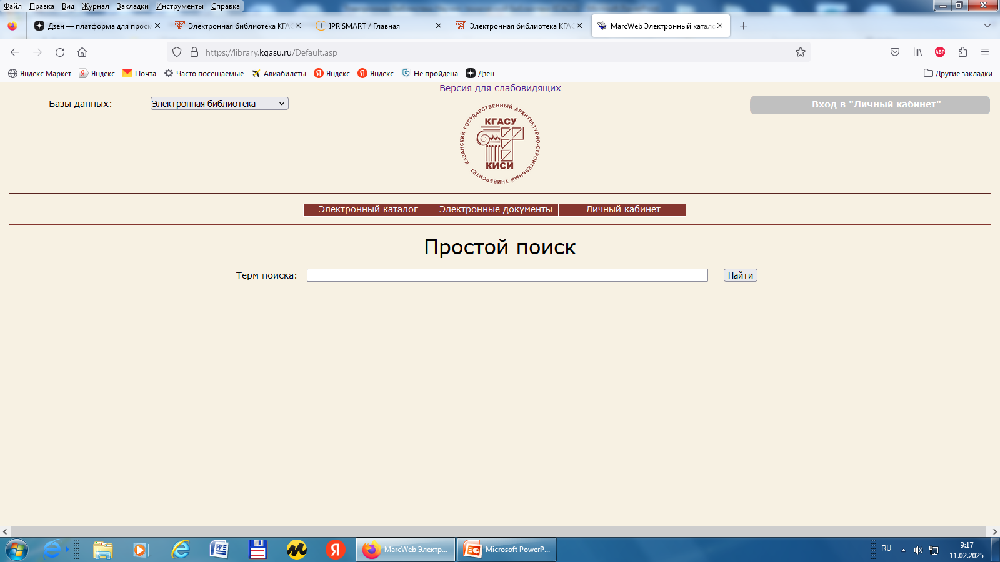 Файл Правка Вид Журнал Закладки Инструменты Справка
Дзен — платформа для просм
Электронная библиотека КГАС
IPR SMART / Главная
Электронная библиотека КГАС
MarcWeb Электронный катало
https://library.kgasu.ru/Default.asp
ABP
Яндекс Маркет Яндекс Почта Часто посещаемые Авиабилеты Яндекс Яндекс Не пройдена Дзен Другие закладки
Версия для слабовидящих
Базы данных: Электронная библиотека
Вход в "Личный кабинет"
КАЗАНСКИЙ ГОСУДАРСТВЕННЫЙ АРХИТЕКТУРНО-СТРОИТЕЛЬНЫЙ УНИВЕРСИТЕТ
КГАСУ
КИСИ
Электронный каталог Электронные документы Личный кабинет
Простой поиск
Терм поиска: Найти
MarcWeb Электр...
Microsoft PowerP...
RU
9:17
11.02.2025